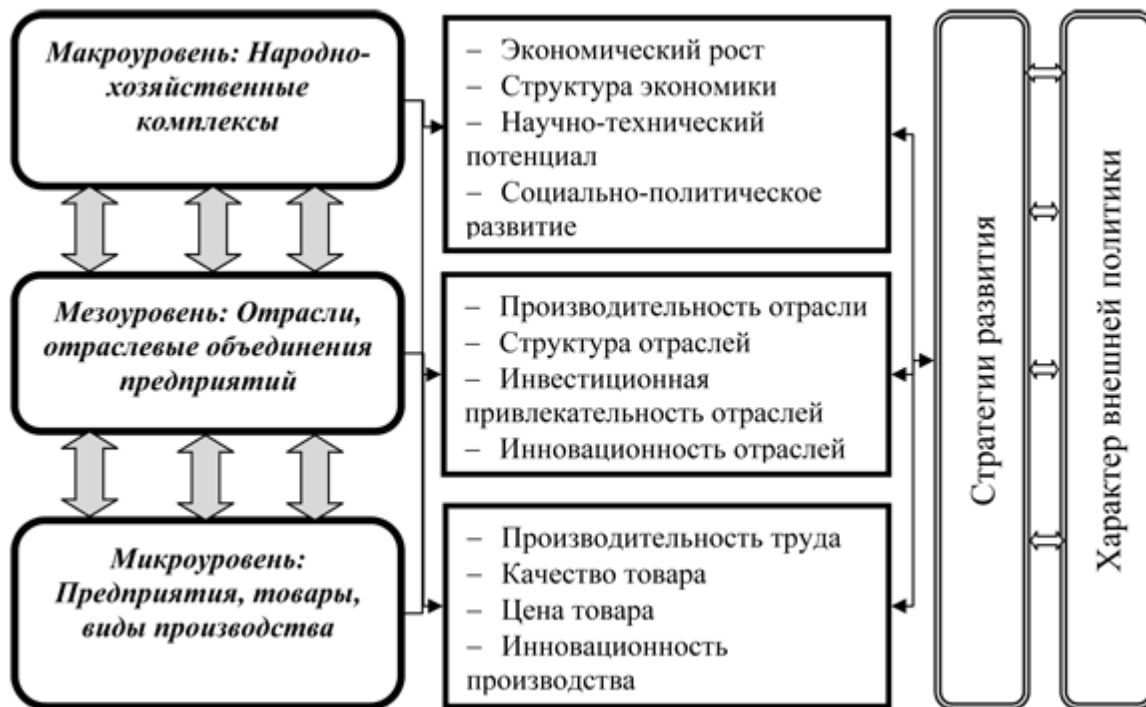 Макроуровень: Народно-
хозяйственные
комплексы
– Экономический рост
– Структура экономики
– Научно-технический
потенциал
– Социально-политическое
развитие
Мезоуровень: Отрасли,
отраслевые объединения
предприятий
– Производительность отрасли
– Структура отраслей
– Инвестиционная
привлекательность отраслей
– Инновационность отраслей
Микроуровень:
Предприятия, товары,
виды производства
– Производительность труда
– Качество товара
– Цена товара
– Инновационность
производства
Стратегии развития
Характер внешней политики